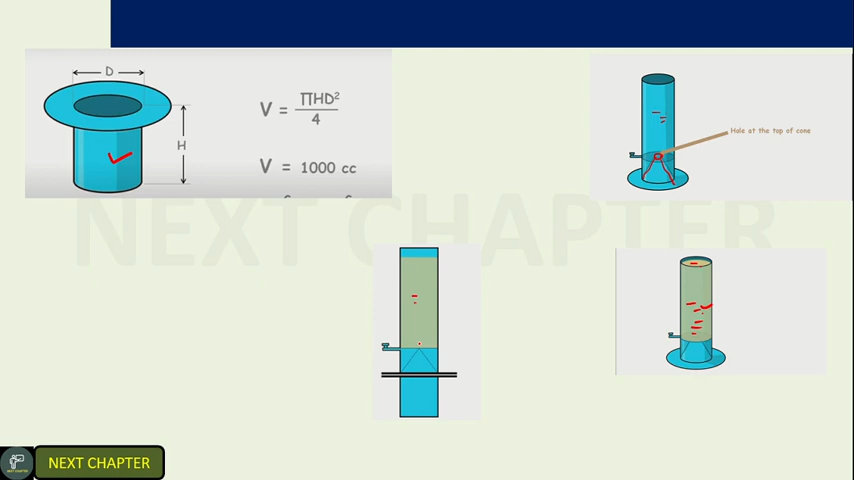 D
H
V = ΠHD²/4
V = 1000 cc
Hole at the top of cone
NEXT CHAPTER
NEXT CHAPTER